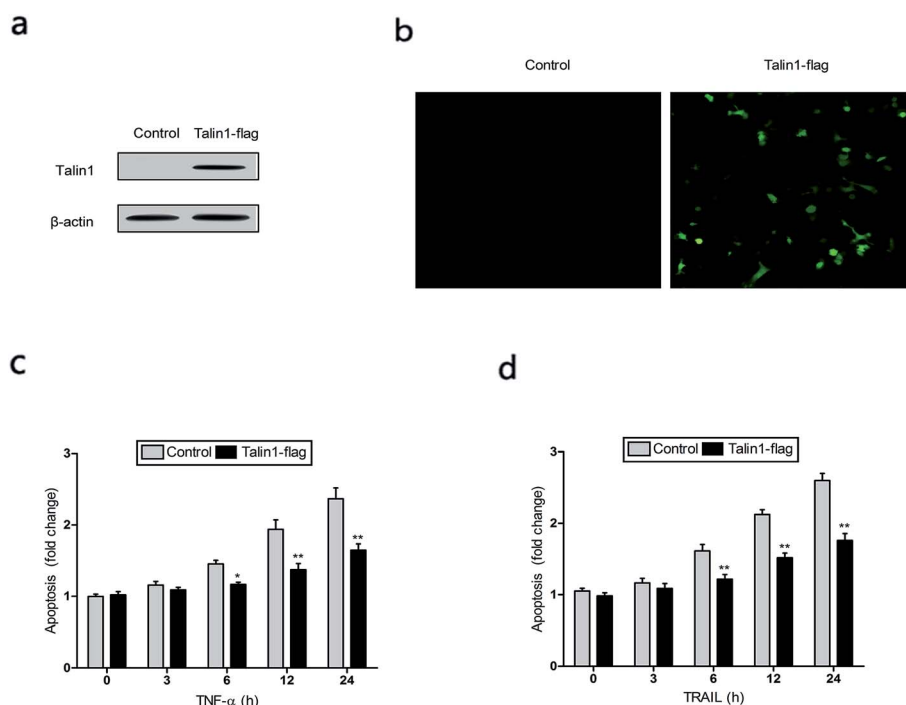 a
Control Talin1-flag
Talin1
β-actin
b
Control Talin1-flag
c
Control Talin1-flag
Apoptosis (fold change)
3
2
1
0
0 3 6 12 24
* ** **
TNF-α (h)
d
Control Talin1-flag
Apoptosis (fold change)
3
2
1
0
0 3 6 12 24
** ** **
TRAIL (h)